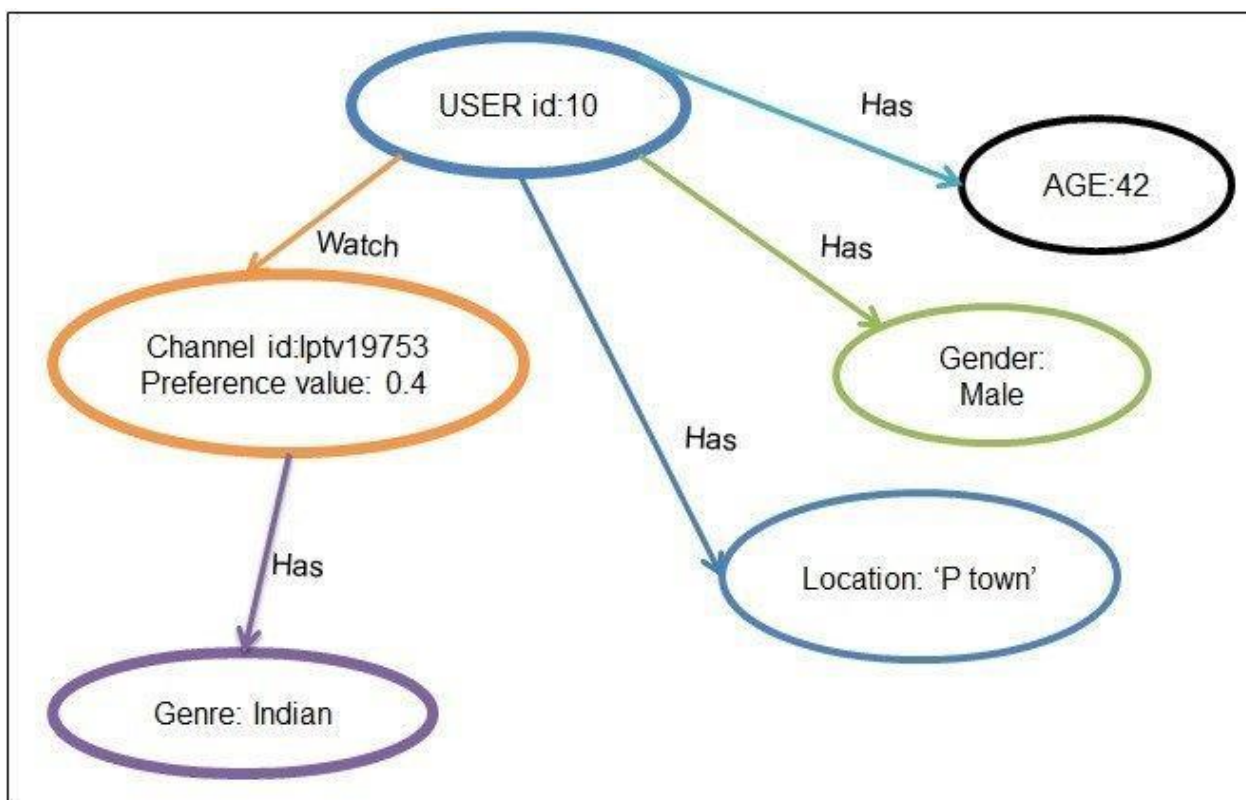 USER id:10
Has
AGE:42
Watch
Has
Channel id:lptv19753
Preference value: 0.4
Gender:
Male
Has
Has
Location: ‘P town’
Genre: Indian